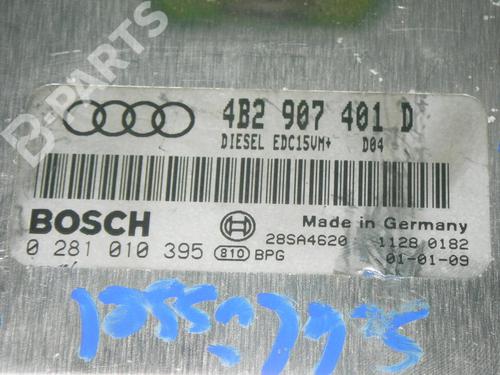 B-PARTS
4B2 907 401 D
DIESEL EDC15VM+ D04
BOSCH
Made in Germany
0 281 010 395 810 BPG 28SA4620 1128 0182
01-01-09